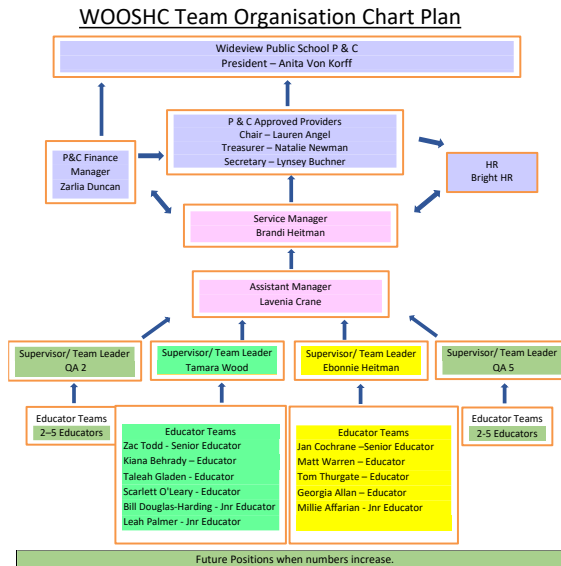 WOOSHC Team Organisation Chart Plan
Wideview Public School P & C
President – Anita Von Korff
P & C Approved Providers
Chair – Lauren Angel
Treasurer – Natalie Newman
Secretary – Lynsey Buchner
P&C Finance
Manager
Zarlia Duncan
HR
Bright HR
Service Manager
Brandi Heitman
Assistant Manager
Lavenia Crane
Supervisor/ Team Leader
QA 2
Supervisor/ Team Leader
Tamara Wood
Supervisor/ Team Leader
Ebonnie Heitman
Supervisor/ Team Leader
QA 5
Educator Teams
2–5 Educators
Educator Teams
Zac Todd - Senior Educator
Kiana Behrady – Educator
Taleah Gladen - Educator
Scarlett O'Leary - Educator
Bill Douglas-Harding - Jnr Educator
Leah Palmer - Jnr Educator
Educator Teams
Jan Cochrane –Senior Educator
Matt Warren – Educator
Tom Thurgate – Educator
Georgia Allan – Educator
Millie Affarian - Jnr Educator
Educator Teams
2-5 Educators
Future Positions when numbers increase.